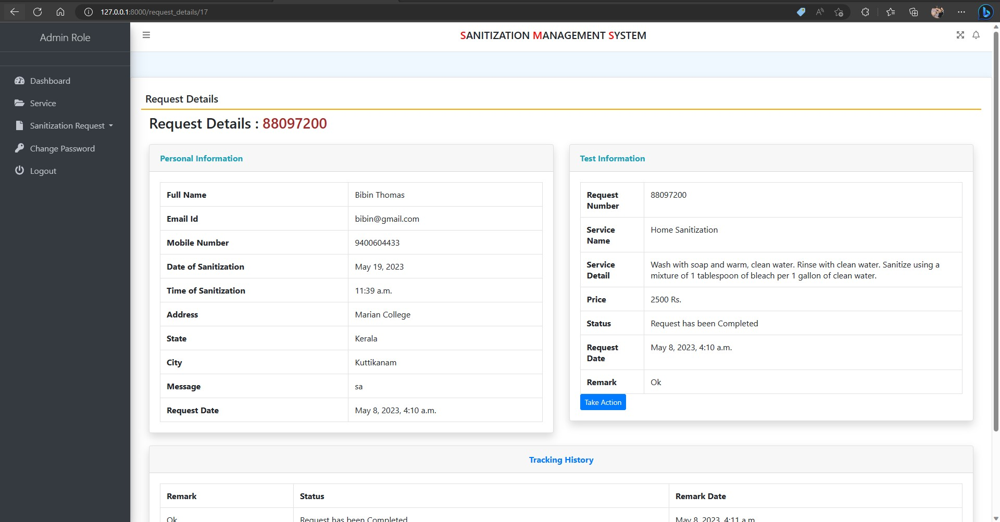 127.0.0.1:8000/request_details/17
Admin Role
SANITIZATION MANAGEMENT SYSTEM
Dashboard
Service
Sanitization Request
Change Password
Logout
Request Details
Request Details : 88097200
Personal Information
Full Name Bibin Thomas
Email Id bibin@gmail.com
Mobile Number 9400604433
Date of Sanitization May 19, 2023
Time of Sanitization 11:39 a.m.
Address Marian College
State Kerala
City Kuttikanam
Message sa
Request Date May 8, 2023, 4:10 a.m.
Test Information
Request
Number 88097200
Service
Name Home Sanitization
Service Wash with soap and warm, clean water. Rinse with clean water. Sanitize using a
Detail mixture of 1 tablespoon of bleach per 1 gallon of clean water.
Price 2500 Rs.
Status Request has been Completed
Request
Date May 8, 2023, 4:10 a.m.
Remark Ok
Take Action
Tracking History
Remark Status Remark Date
Ok Request has been Completed May 8, 2023, 4:11 a.m.